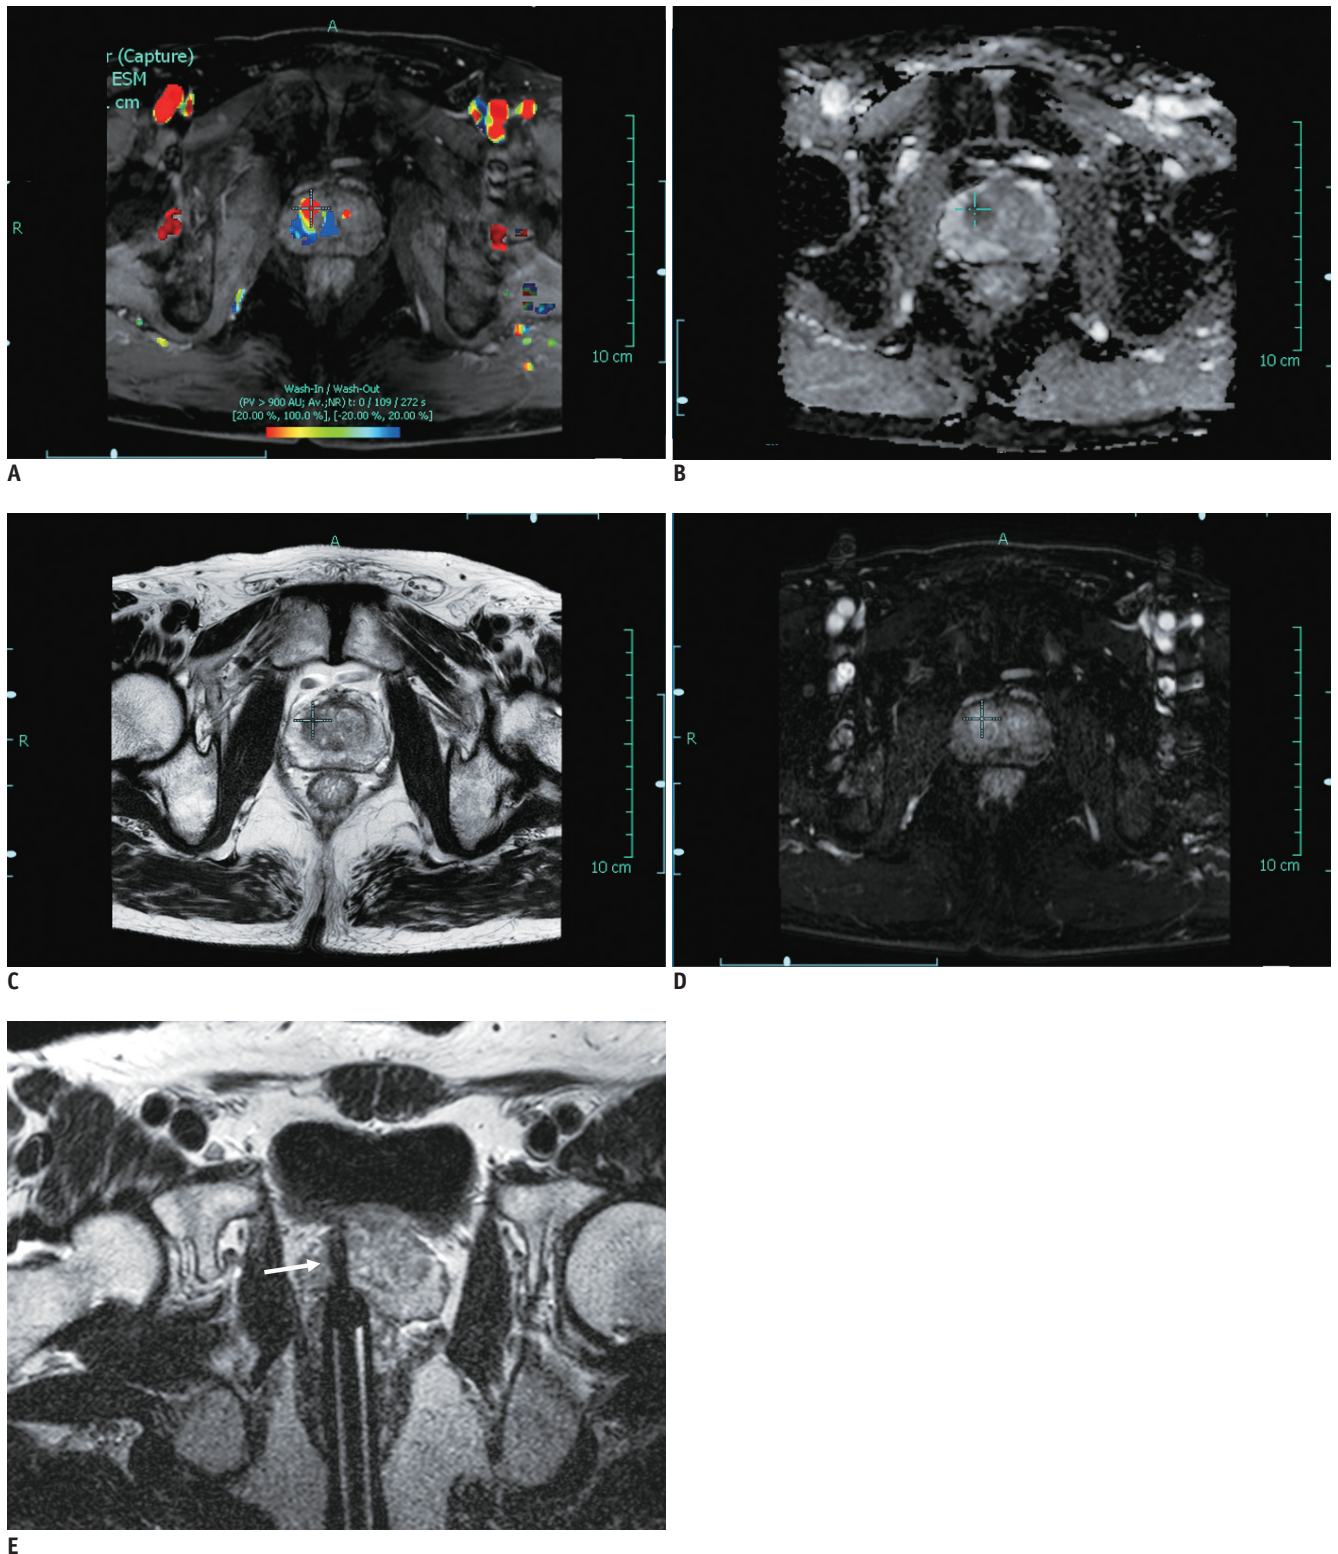 A
r (Capture)
ESM
. cm
R
10 cm
Wash-In / Wash-Out
(PV > 900 AU; Av.;NR) t: 0 / 109 / 272 s
[20.00 %, 100.0 %], [-20.00 %, 20.00 %]
10 cm
A
B
A
R
10 cm
A
R
10 cm
C
D
E